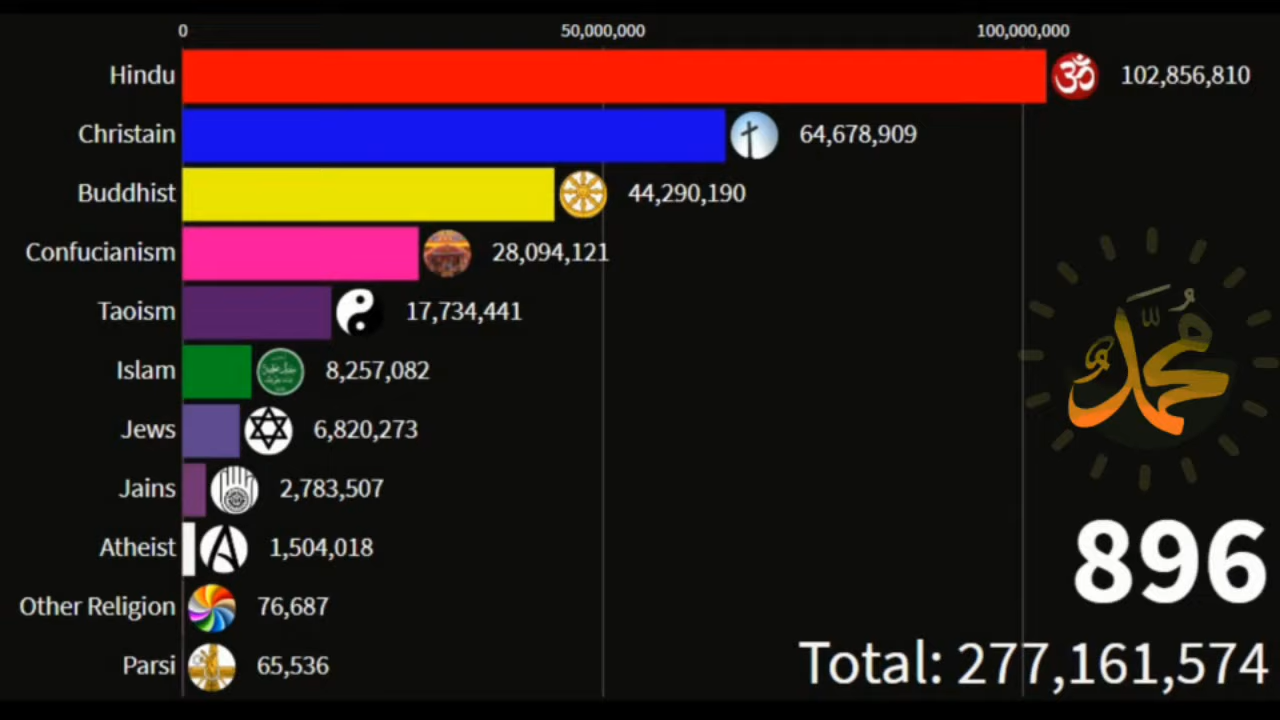 0 50,000,000 100,000,000
Hindu ॐ 102,856,810
Christain 64,678,909
Buddhist 44,290,190
Confucianism 28,094,121
Taoism 17,734,441
Islam 8,257,082
Jews 6,820,273
Jains 2,783,507
Atheist A 1,504,018
Other Religion 76,687
Parsi 65,536
مُحَمَّد
896
Total: 277,161,574